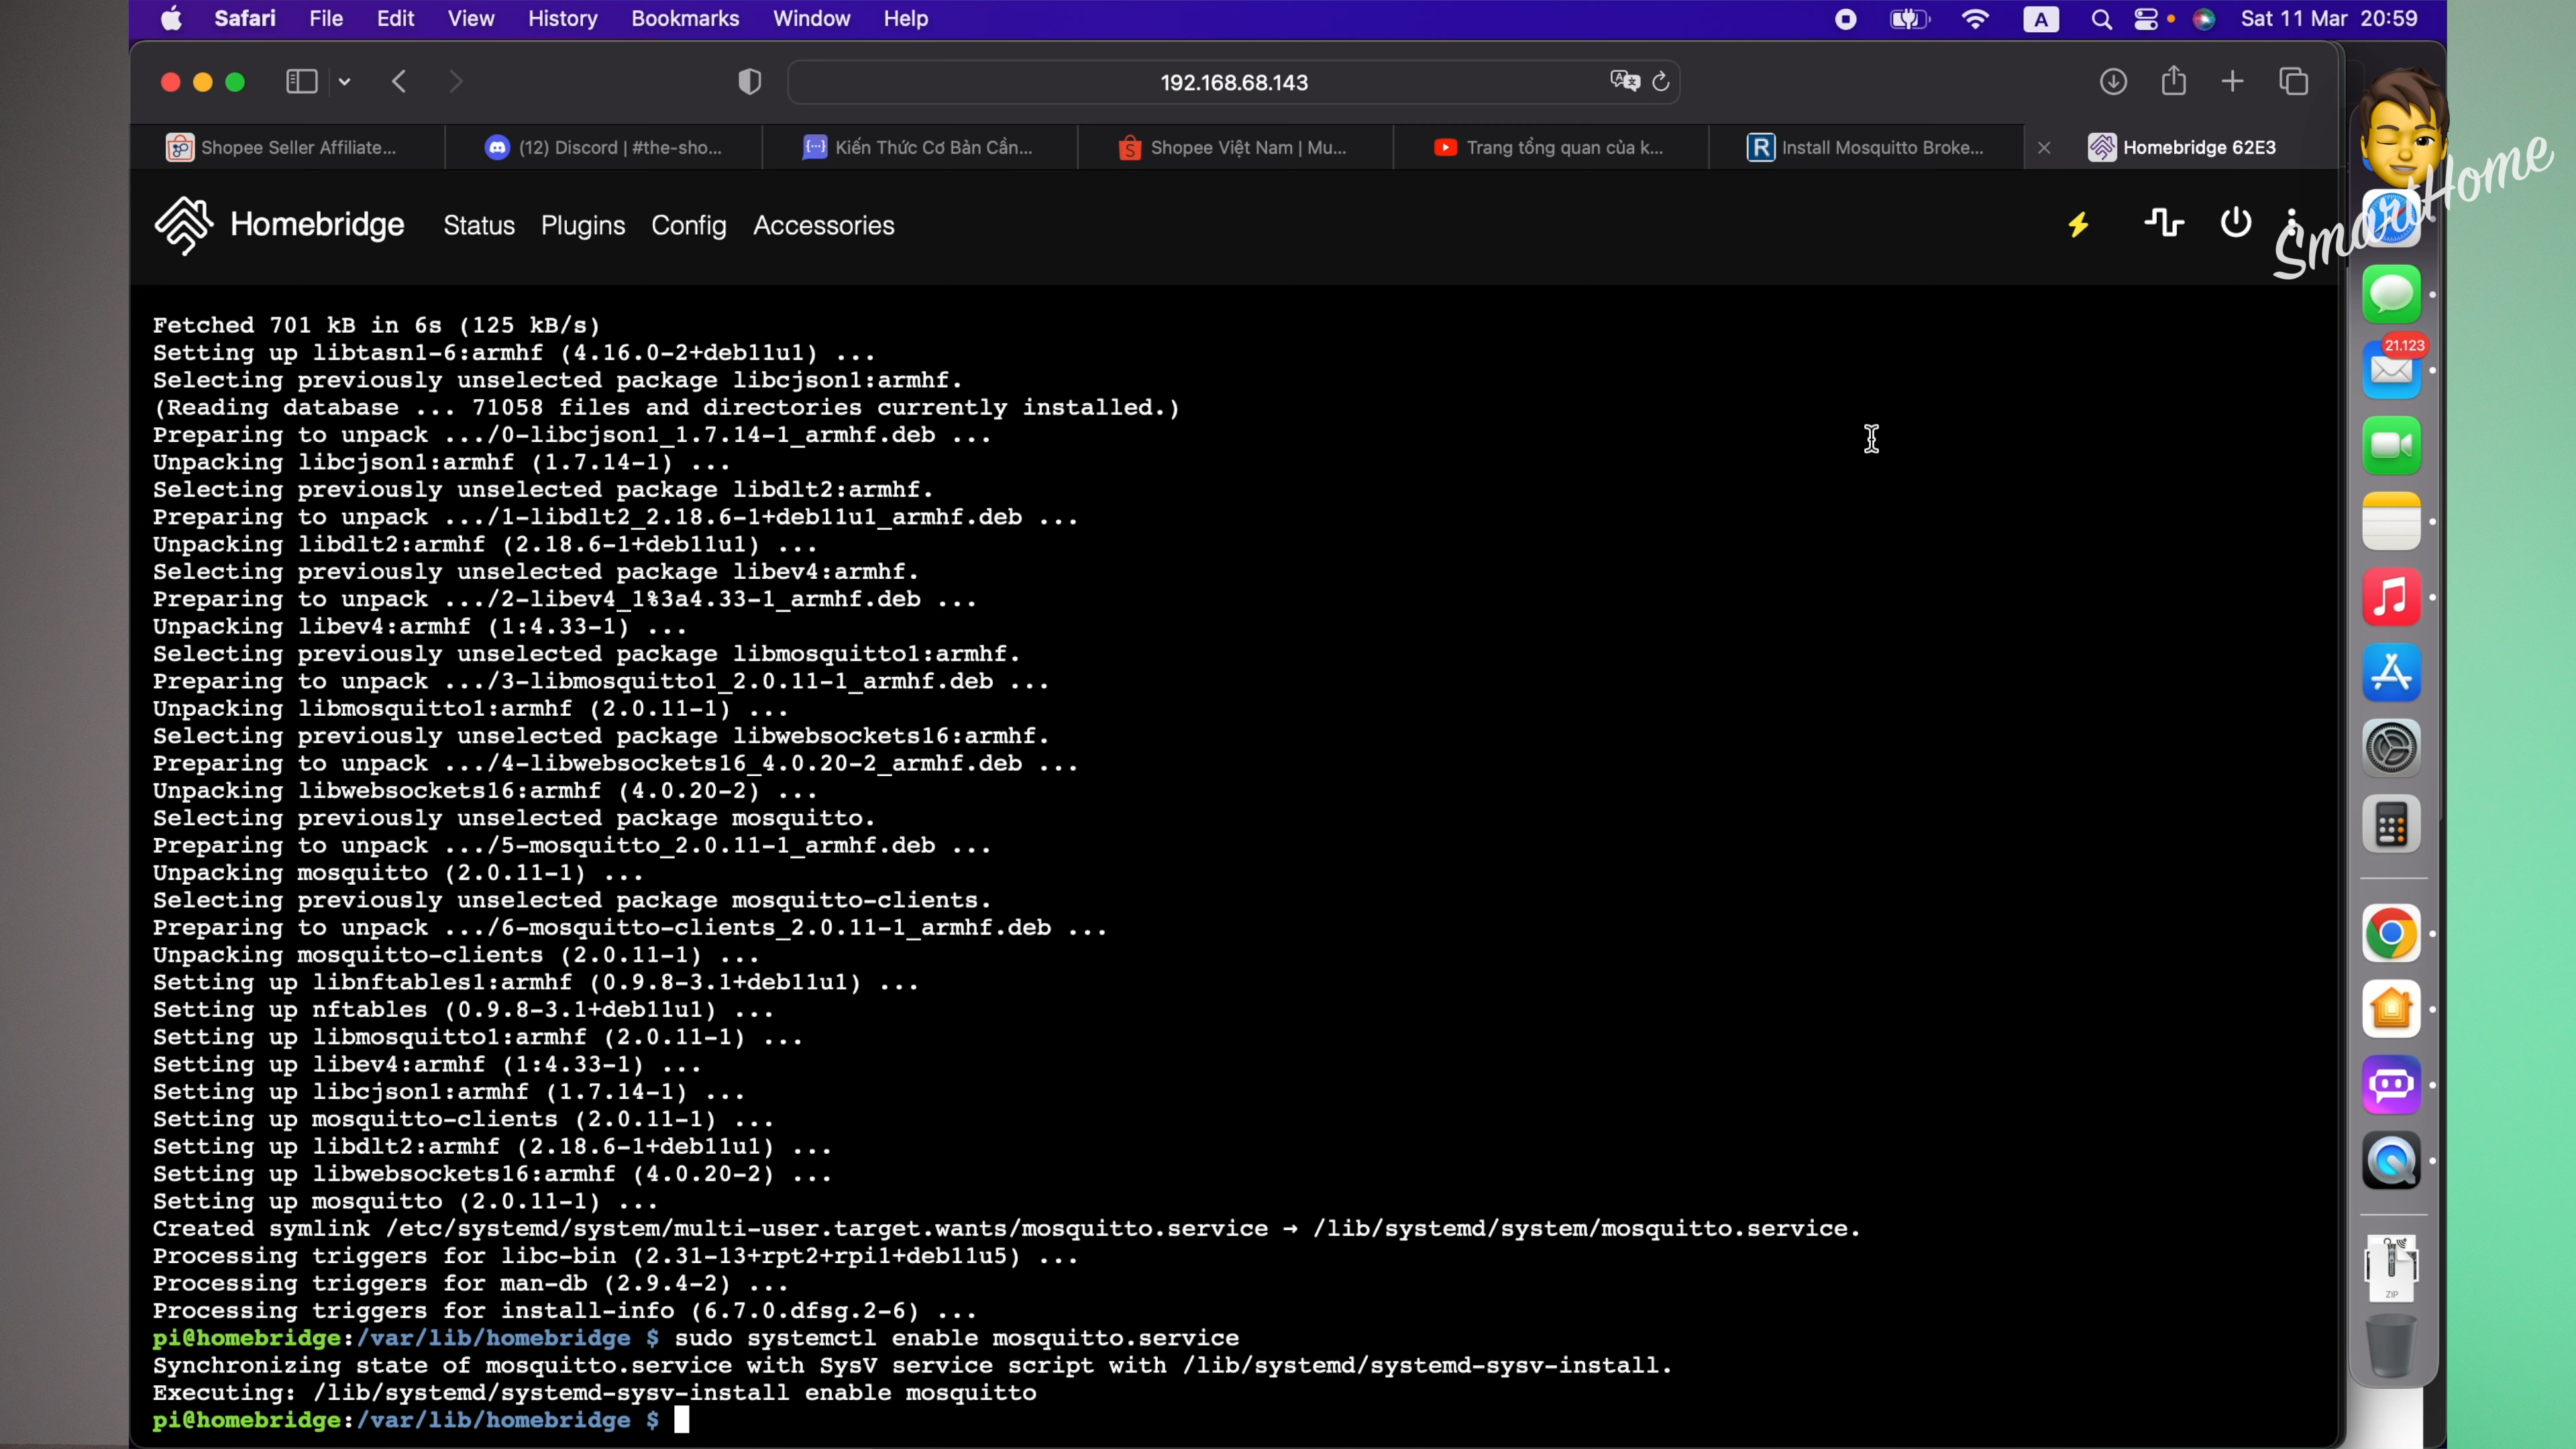 Safari File Edit View History Bookmarks Window Help A Sat 11 Mar 20:59
192.168.68.143
Shopee Seller Affiliate... (12) Discord | #the-sho... Kiến Thức Cơ Bản Cần... Shopee Việt Nam | Mu... Trang tổng quan của k... R Install Mosquitto Broke... Homebridge 62E3
SmartHome
Homebridge Status Plugins Config Accessories
Fetched 701 kB in 6s (125 kB/s)
Setting up libtasn1-6:armhf (4.16.0-2+deb11u1) ...
Selecting previously unselected package libcjson1:armhf.
(Reading database ... 71058 files and directories currently installed.)
Preparing to unpack .../0-libcjson1_1.7.14-1_armhf.deb ...
Unpacking libcjson1:armhf (1.7.14-1) ...
Selecting previously unselected package libdlt2:armhf.
Preparing to unpack .../1-libdlt2_2.18.6-1+deb11u1_armhf.deb ...
Unpacking libdlt2:armhf (2.18.6-1+deb11u1) ...
Selecting previously unselected package libev4:armhf.
Preparing to unpack .../2-libev4_1%3a4.33-1_armhf.deb ...
Unpacking libev4:armhf (1:4.33-1) ...
Selecting previously unselected package libmosquitto1:armhf.
Preparing to unpack .../3-libmosquitto1_2.0.11-1_armhf.deb ...
Unpacking libmosquitto1:armhf (2.0.11-1) ...
Selecting previously unselected package libwebsockets16:armhf.
Preparing to unpack .../4-libwebsockets16_4.0.20-2_armhf.deb ...
Unpacking libwebsockets16:armhf (4.0.20-2) ...
Selecting previously unselected package mosquitto.
Preparing to unpack .../5-mosquitto_2.0.11-1_armhf.deb ...
Unpacking mosquitto (2.0.11-1) ...
Selecting previously unselected package mosquitto-clients.
Preparing to unpack .../6-mosquitto-clients_2.0.11-1_armhf.deb ...
Unpacking mosquitto-clients (2.0.11-1) ...
Setting up libnftables1:armhf (0.9.8-3.1+deb11u1) ...
Setting up nftables (0.9.8-3.1+deb11u1) ...
Setting up libmosquitto1:armhf (2.0.11-1) ...
Setting up libev4:armhf (1:4.33-1) ...
Setting up libcjson1:armhf (1.7.14-1) ...
Setting up mosquitto-clients (2.0.11-1) ...
Setting up libdlt2:armhf (2.18.6-1+deb11u1) ...
Setting up libwebsockets16:armhf (4.0.20-2) ...
Setting up mosquitto (2.0.11-1) ...
Created symlink /etc/systemd/system/multi-user.target.wants/mosquitto.service → /lib/systemd/system/mosquitto.service.
Processing triggers for libc-bin (2.31-13+rpt2+rpi1+deb11u5) ...
Processing triggers for man-db (2.9.4-2) ...
Processing triggers for install-info (6.7.0.dfsg.2-6) ...
pi@homebridge:/var/lib/homebridge $ sudo systemctl enable mosquitto.service
Synchronizing state of mosquitto.service with SysV service script with /lib/systemd/systemd-sysv-install.
Executing: /lib/systemd/systemd-sysv-install enable mosquitto
pi@homebridge:/var/lib/homebridge $
21.123
ZIP